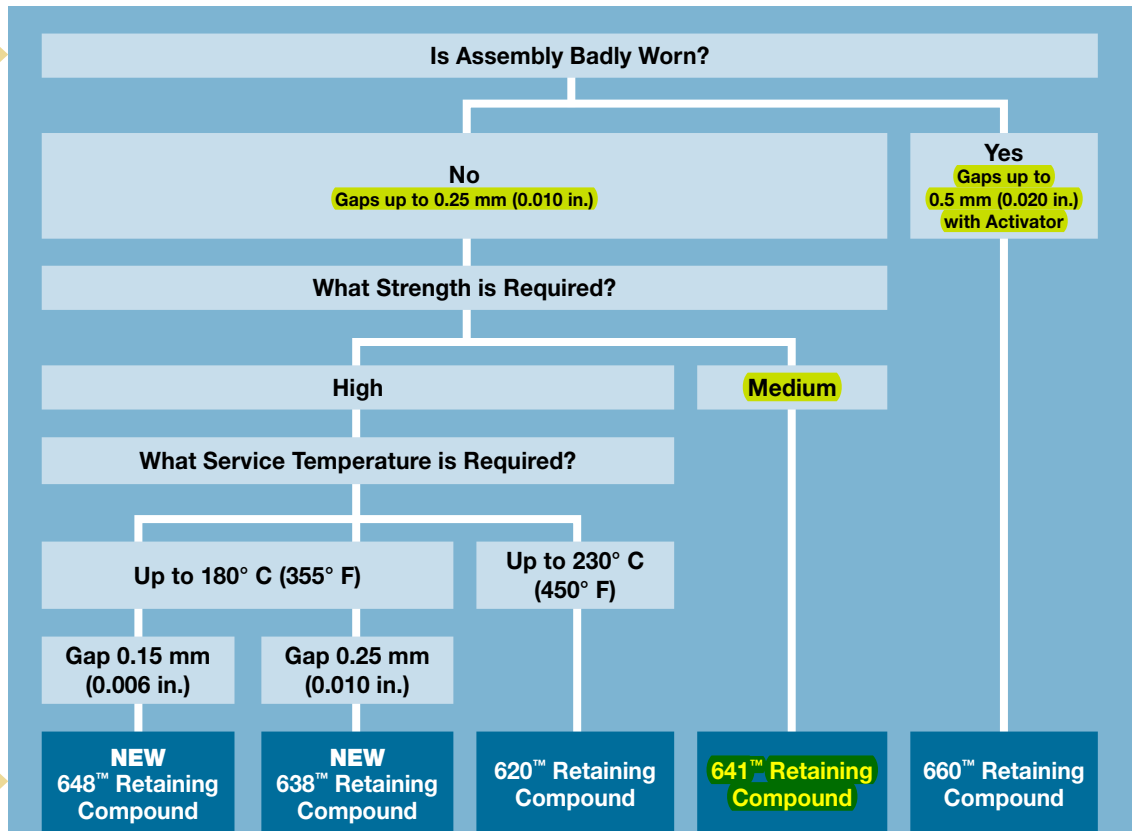 Is Assembly Badly Worn?
No
Gaps up to 0.25 mm (0.010 in.)
Yes
Gaps up to
0.5 mm (0.020 in.)
with Activator
What Strength is Required?
High
Medium
What Service Temperature is Required?
Up to 180° C (355° F)
Up to 230° C
(450° F)
Gap 0.15 mm
(0.006 in.)
Gap 0.25 mm
(0.010 in.)
NEW
648™ Retaining
Compound
NEW
638™ Retaining
Compound
620™ Retaining
Compound
641™ Retaining
Compound
660™ Retaining
Compound